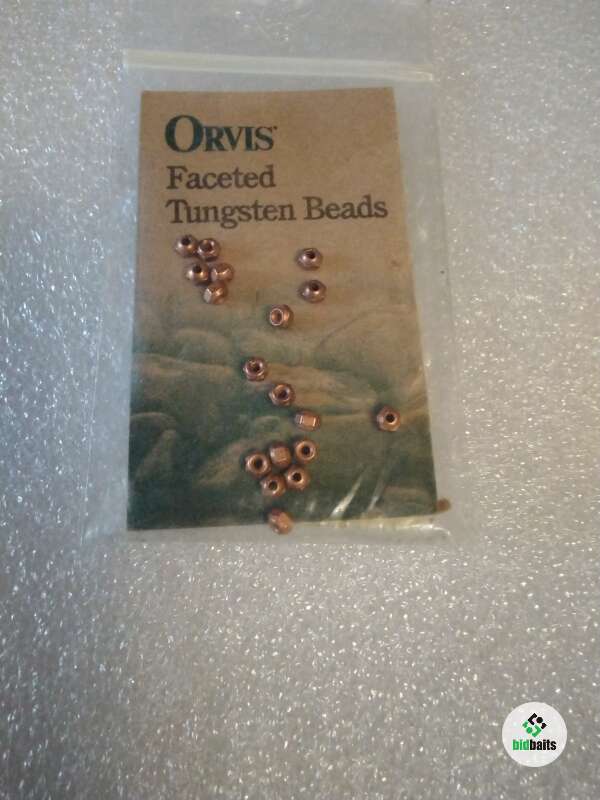 ORVIS
Faceted
Tungsten Beads
bidbaits